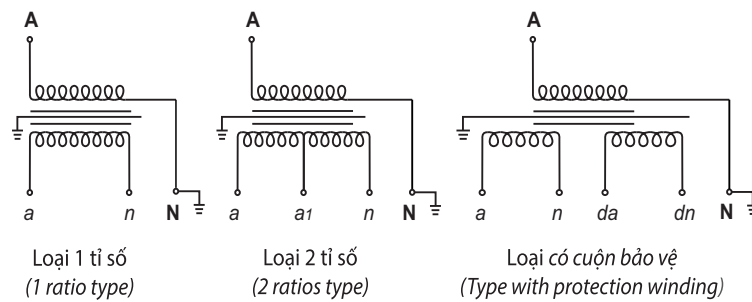 A A A
a n N a a1 n N a n da dn N
Loại 1 tỉ số Loại 2 tỉ số Loại có cuộn bảo vệ
(1 ratio type) (2 ratios type) (Type with protection winding)